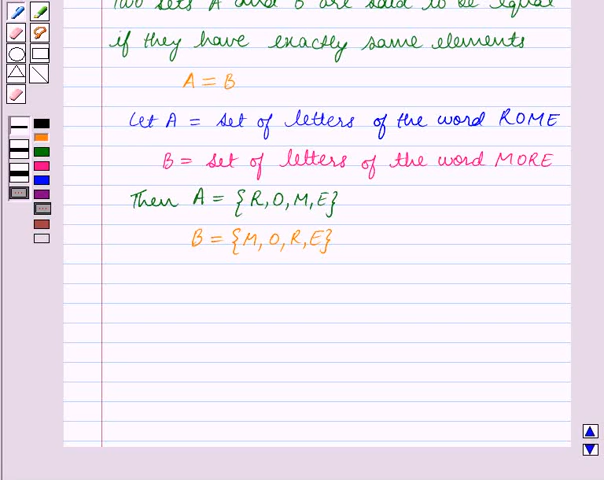 Two sets A and B are said to be equal
if they have exactly same elements
A = B
Let A = set of letters of the word ROME
B = set of letters of the word MORE
Then A = {R, O, M, E}
B = {M, O, R, E}